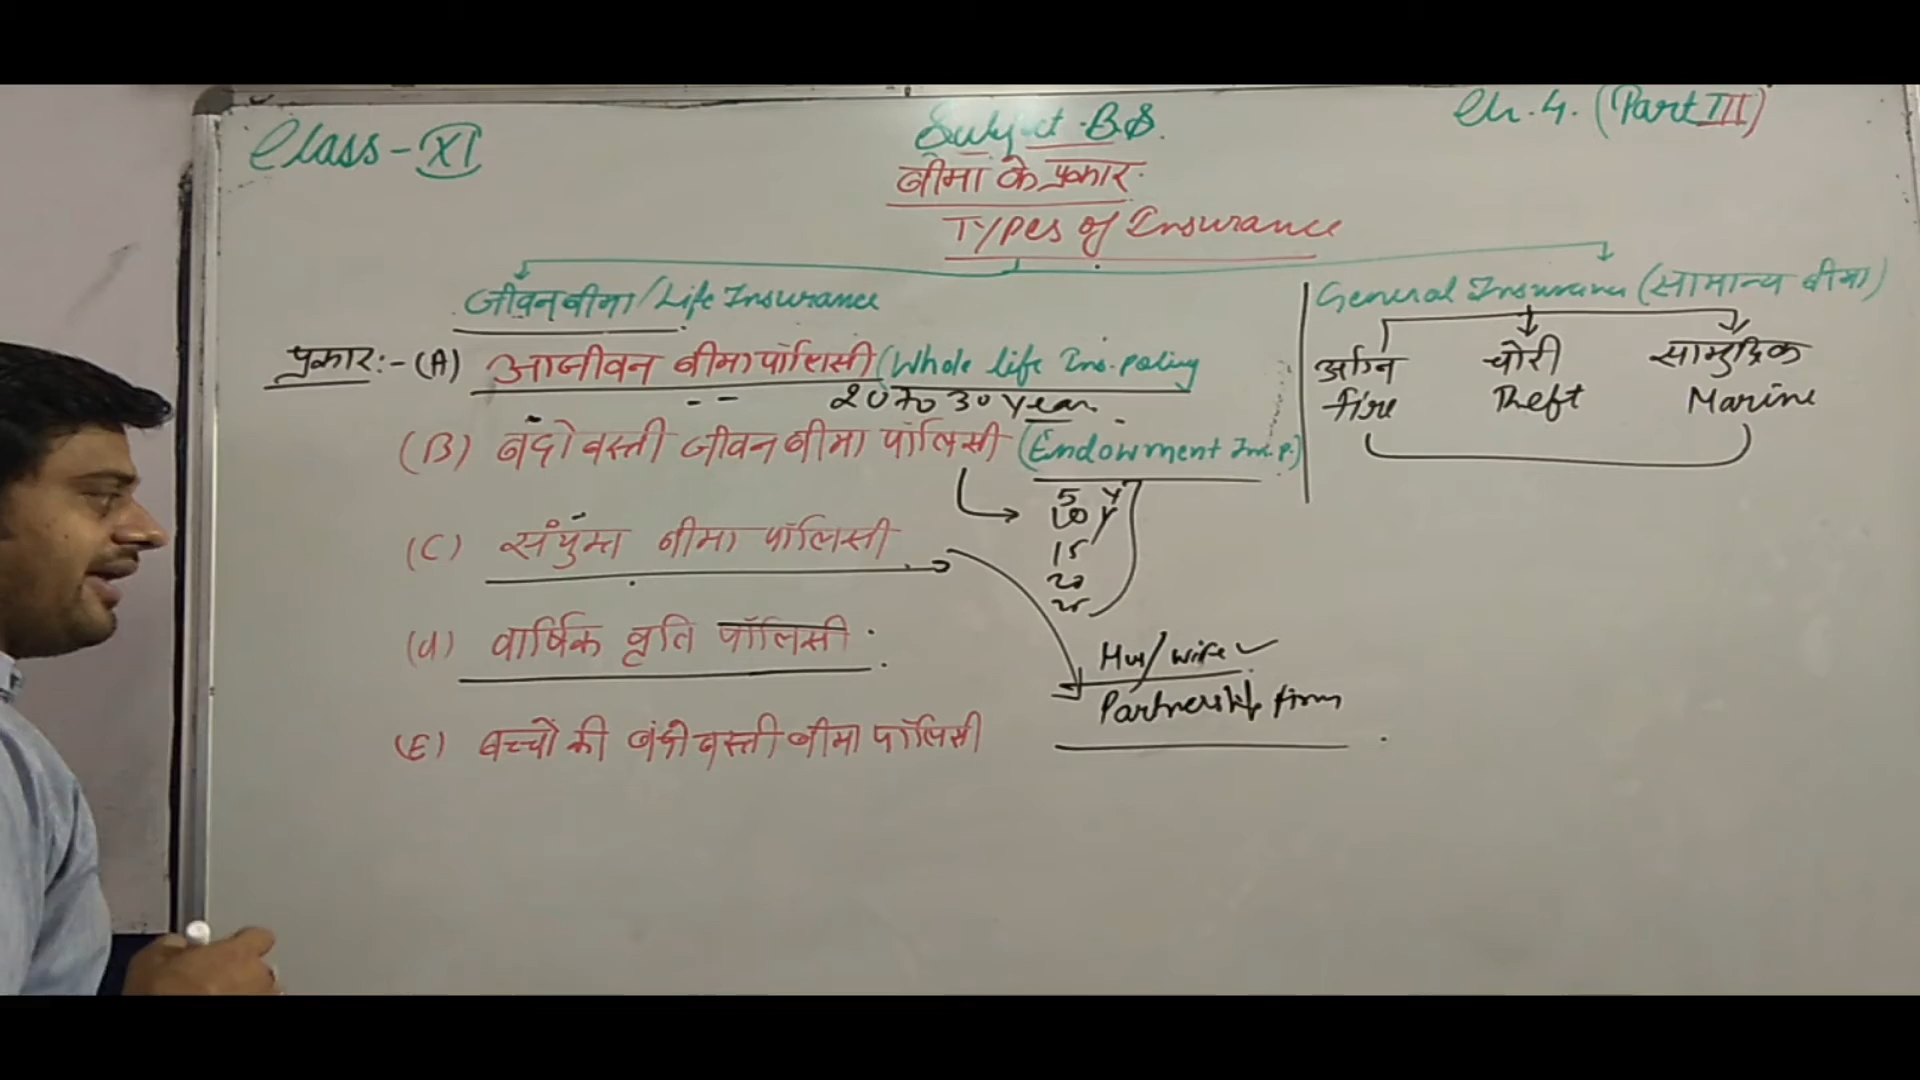 Class-XI
Subject-B.S.
Ch.4. (Part III)
बीमा के प्रकार
Types of Insurance
जीवन बीमा/Life Insurance
प्रकार:- (A) आजीवन बीमा पॉलिसी (Whole life Ins. policy
20 to 30 year
(B) बंदोबस्ती जीवन बीमा पॉलिसी (Endowment Ins. p.)
5 y
10 y
15
20
(C) संयुक्त बीमा पॉलिसी
Hus/wife
Partnership firm
(d) वार्षिक वृति पॉलिसी
(E) बच्चों की बंदोबस्ती बीमा पॉलिसी
General Insurance (सामान्य बीमा)
अग्नि चोरी सामुद्रिक
fire Theft Marine